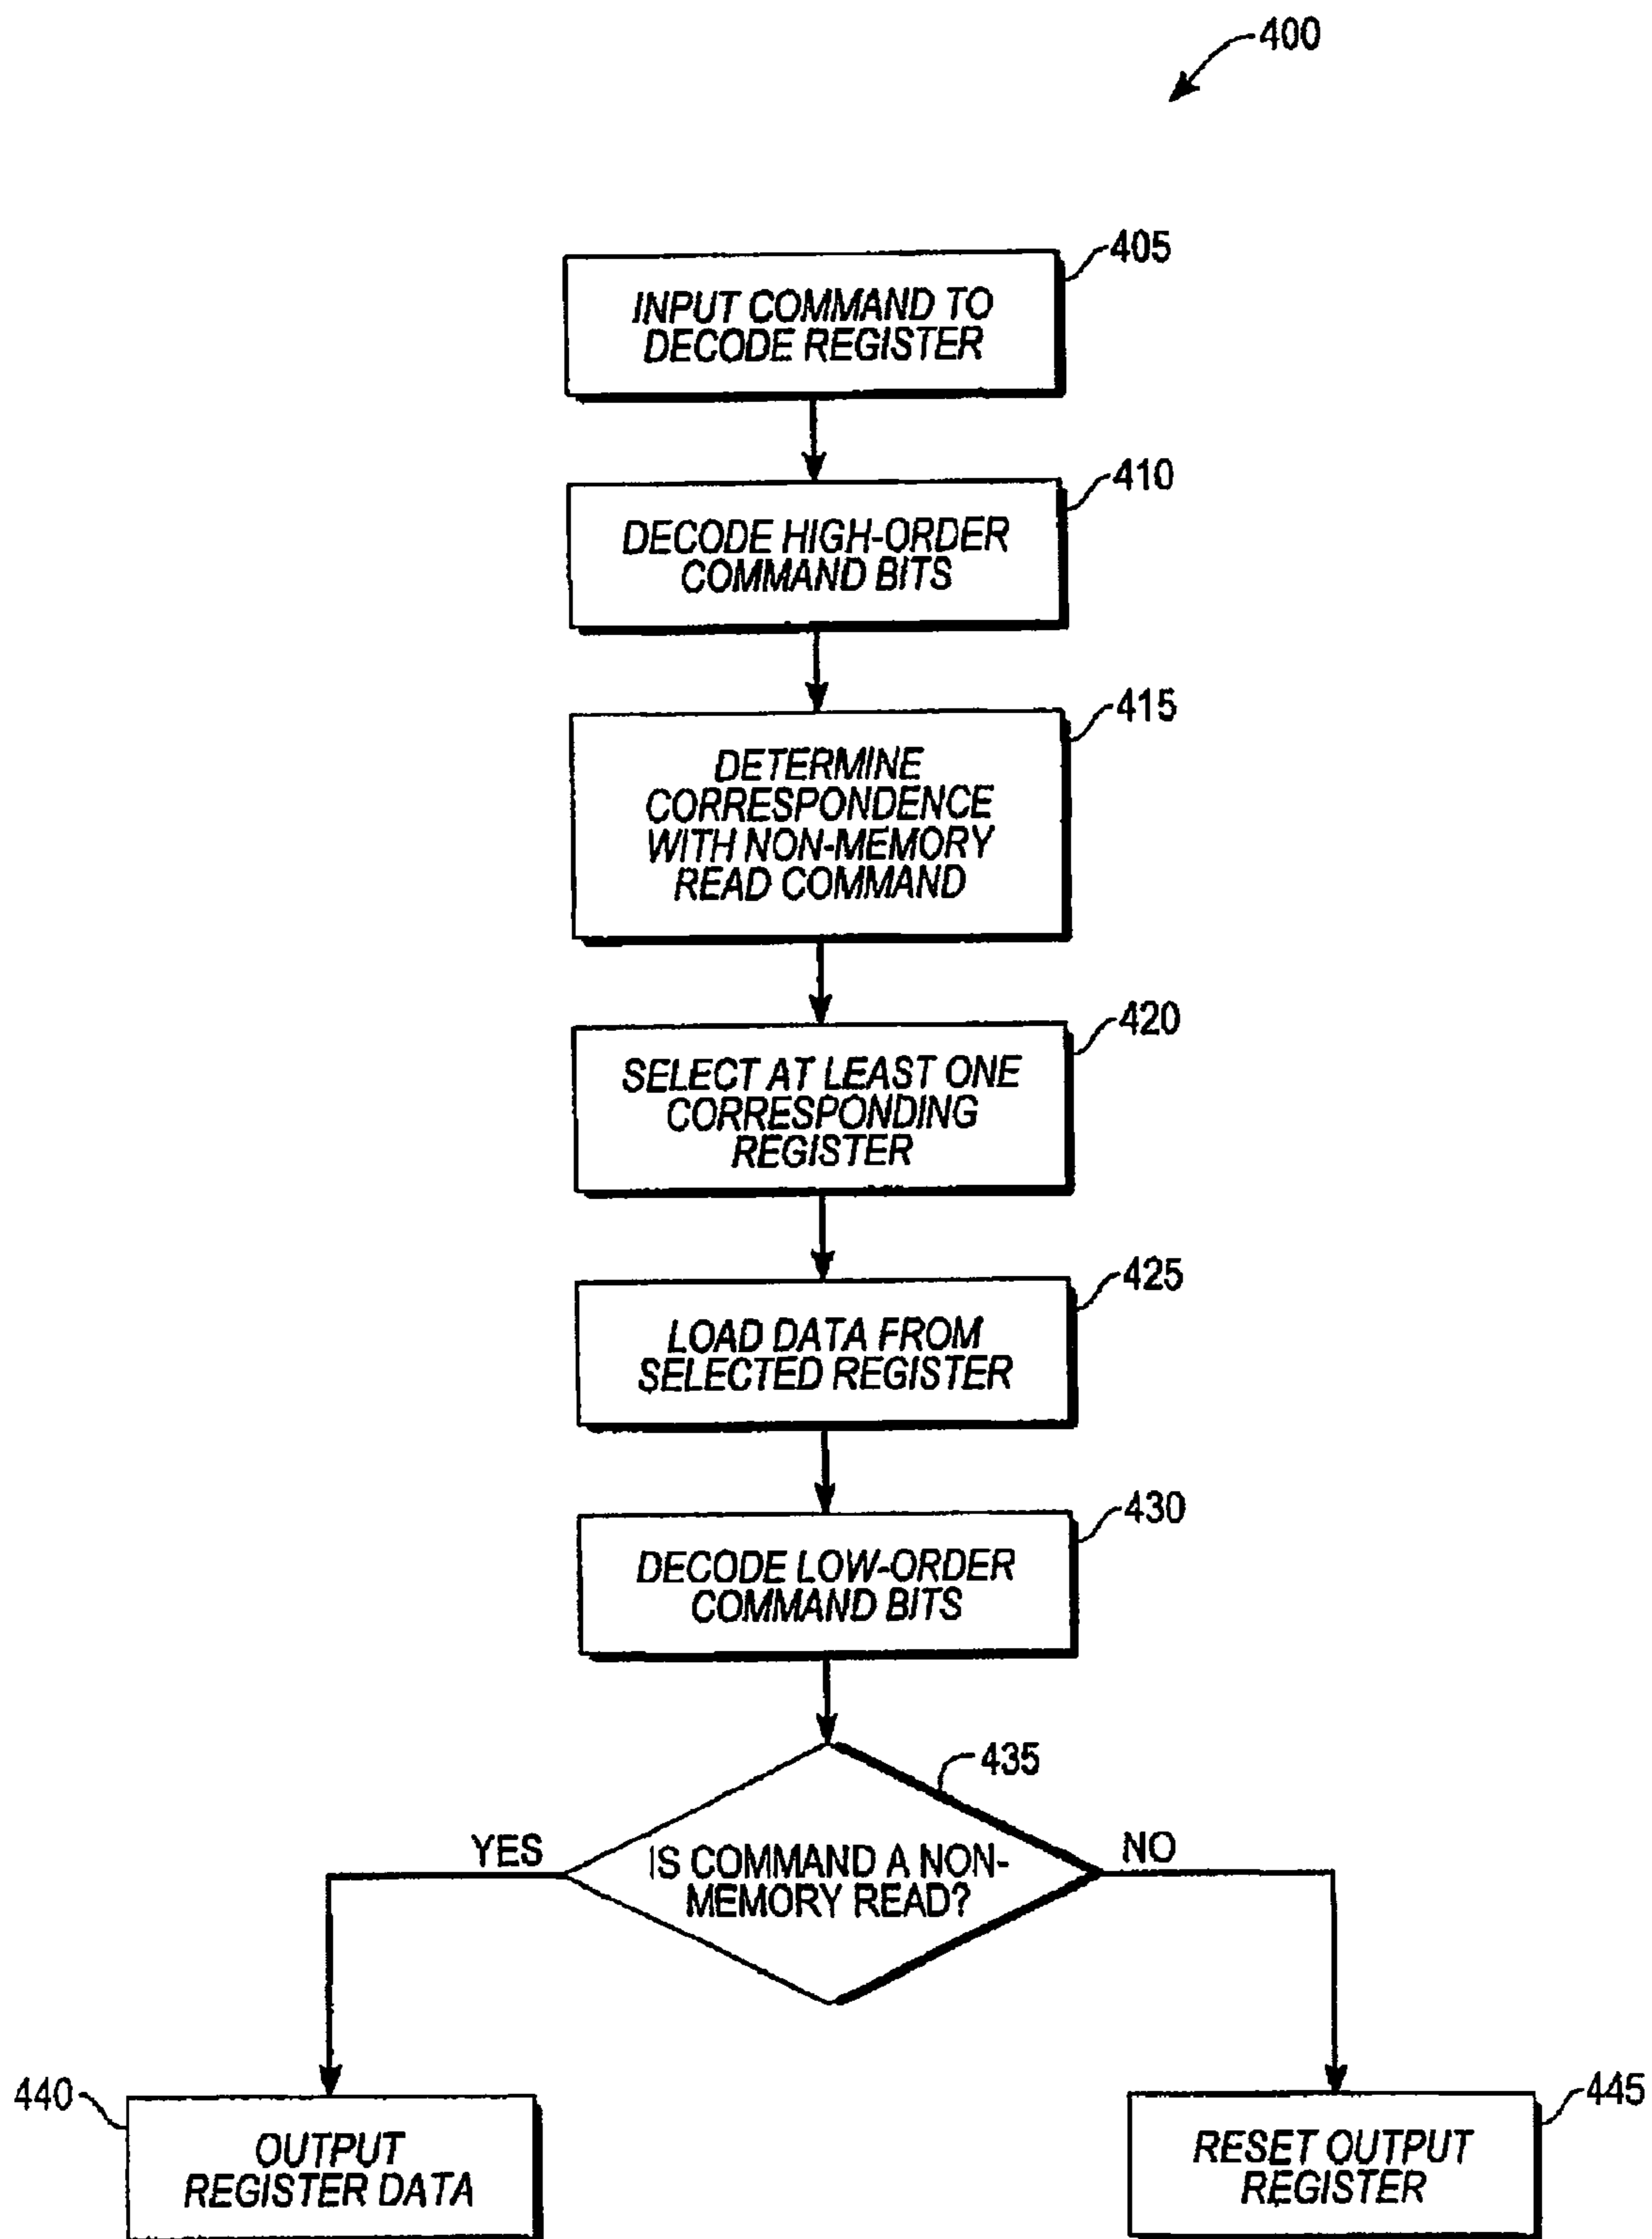 400
405
INPUT COMMAND TO
DECODE REGISTER
410
DECODE HIGH-ORDER
COMMAND BITS
415
DETERMINE
CORRESPONDENCE
WITH NON-MEMORY
READ COMMAND
420
SELECT AT LEAST ONE
CORRESPONDING
REGISTER
425
LOAD DATA FROM
SELECTED REGISTER
430
DECODE LOW-ORDER
COMMAND BITS
435
YES
IS COMMAND A NON-
MEMORY READ?
NO
440
OUTPUT
REGISTER DATA
445
RESET OUTPUT
REGISTER